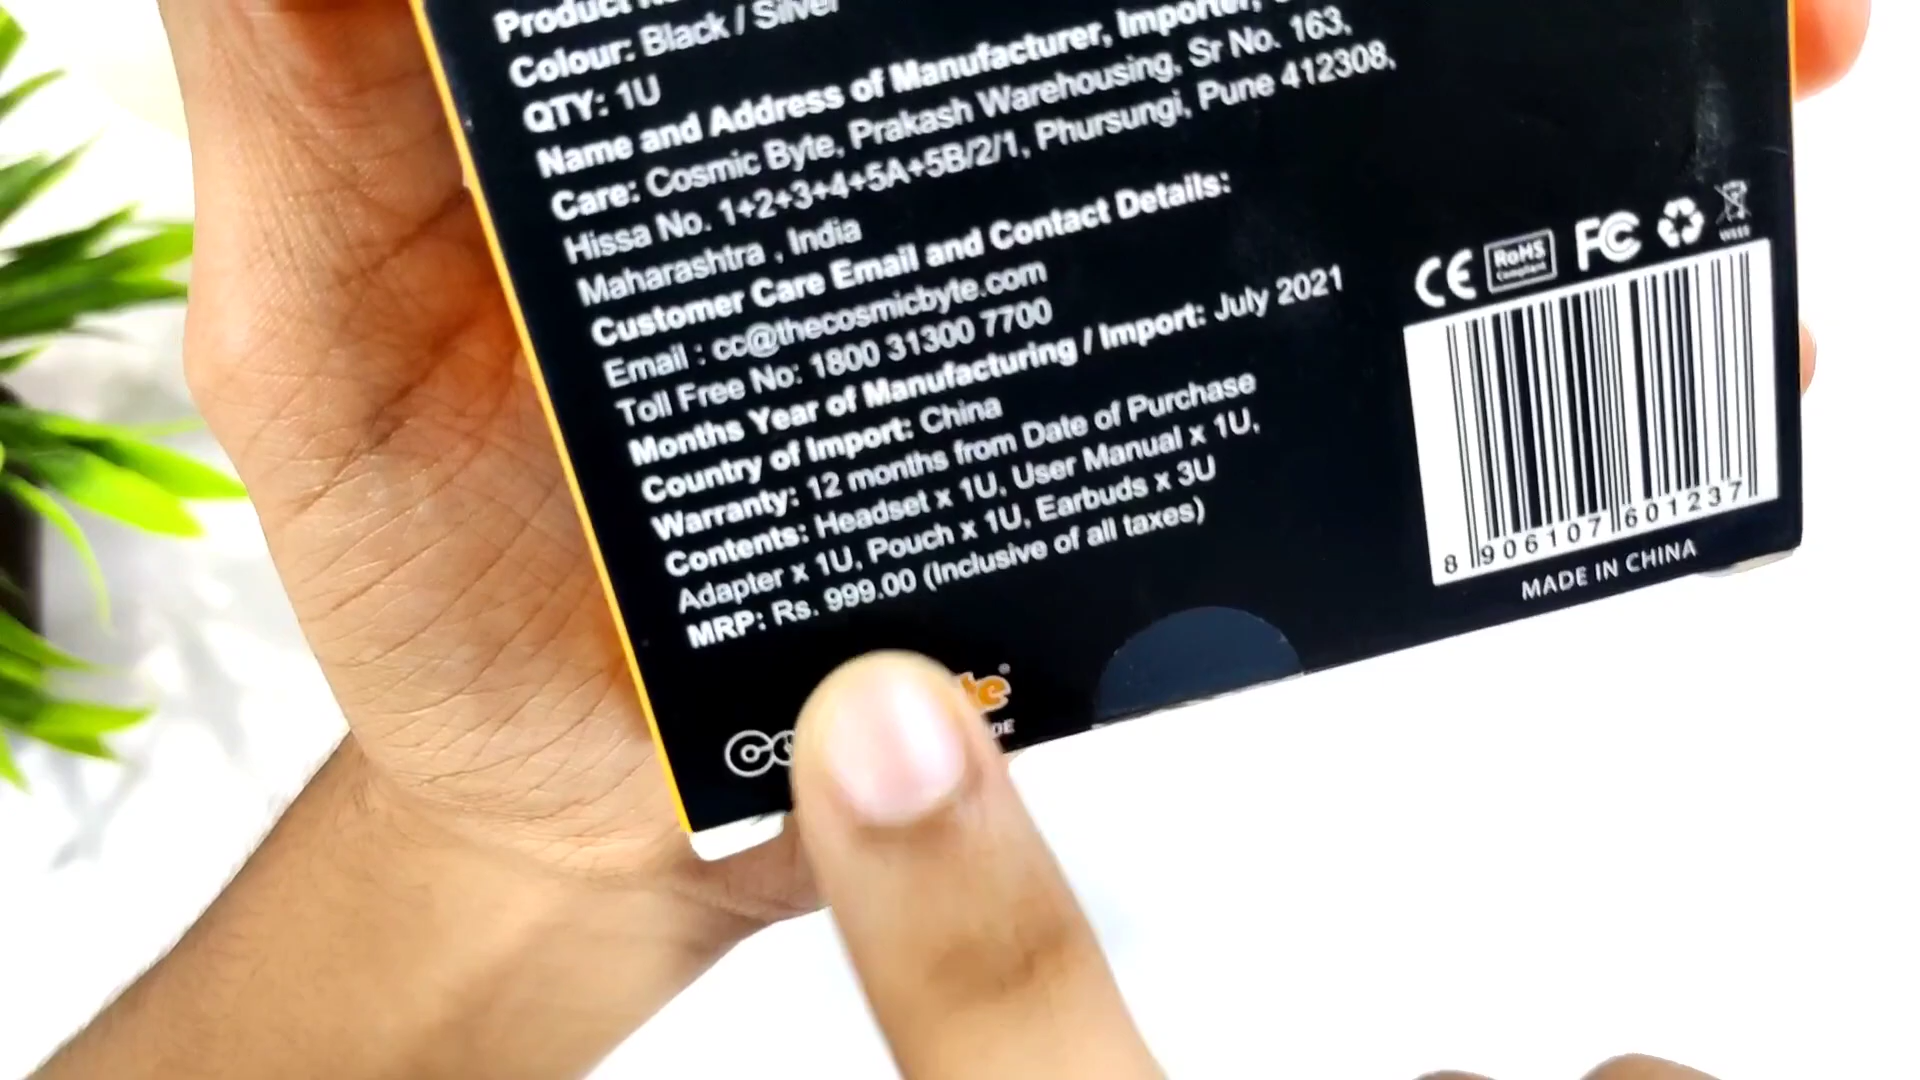 Product
Colour: Black / Silver
QTY: 1U
Name and Address of Manufacturer, Importer,
Care: Cosmic Byte, Prakash Warehousing, Sr No. 163,
Hissa No. 1+2+3+4+5A+5B/2/1, Phursungi, Pune 412308,
Maharashtra , India
Customer Care Email and Contact Details:
Email : cc@thecosmicbyte.com
Toll Free No: 1800 31300 7700
Months Year of Manufacturing / Import: July 2021
Country of Import: China
Warranty: 12 months from Date of Purchase
Contents: Headset x 1U, User Manual x 1U,
Adapter x 1U, Pouch x 1U, Earbuds x 3U
MRP: Rs. 999.00 (Inclusive of all taxes)
CE RoHS FC
Compliant
8 906107 601237
MADE IN CHINA